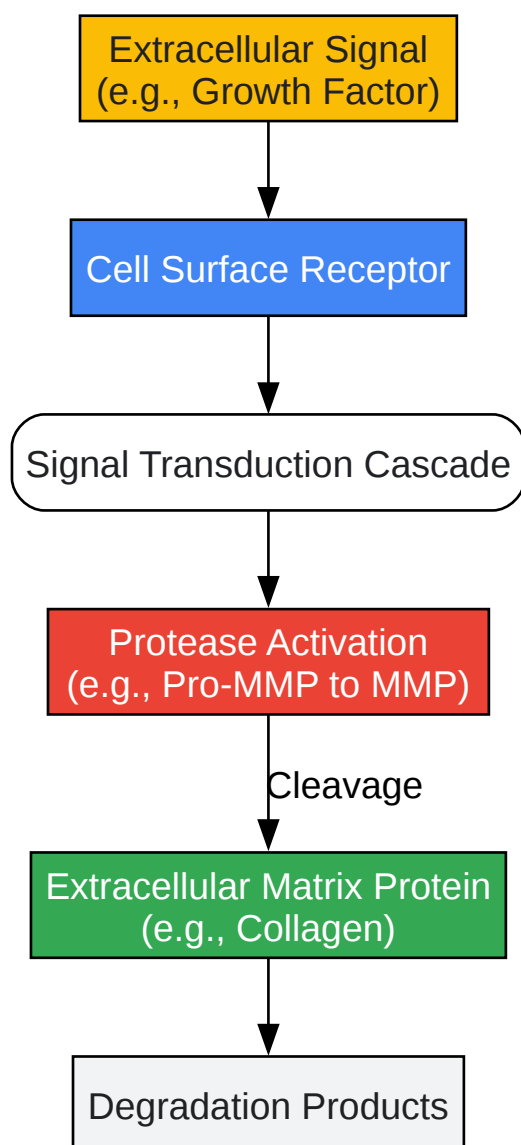 Extracellular Signal
(e.g., Growth Factor)
Cell Surface Receptor
Signal Transduction Cascade
Protease Activation
(e.g., Pro-MMP to MMP)
Cleavage
Extracellular Matrix Protein
(e.g., Collagen)
Degradation Products